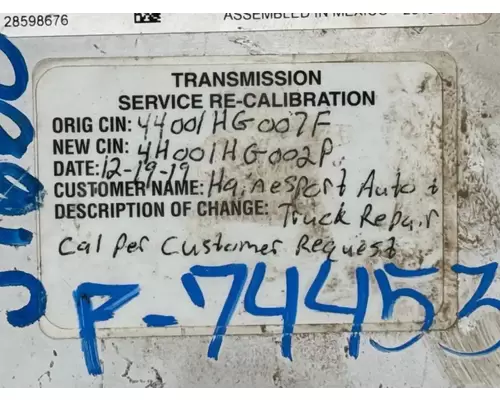 28598676 ASSEMBLED IN MEXICO
TRANSMISSION
SERVICE RE-CALIBRATION
ORIG CIN: 44001HG007F
NEW CIN: 4H001HG002P
DATE: 12-19-19
CUSTOMER NAME: Hainesport Auto +
DESCRIPTION OF CHANGE: Truck Repair
Cal Per Customer Request
P-74453